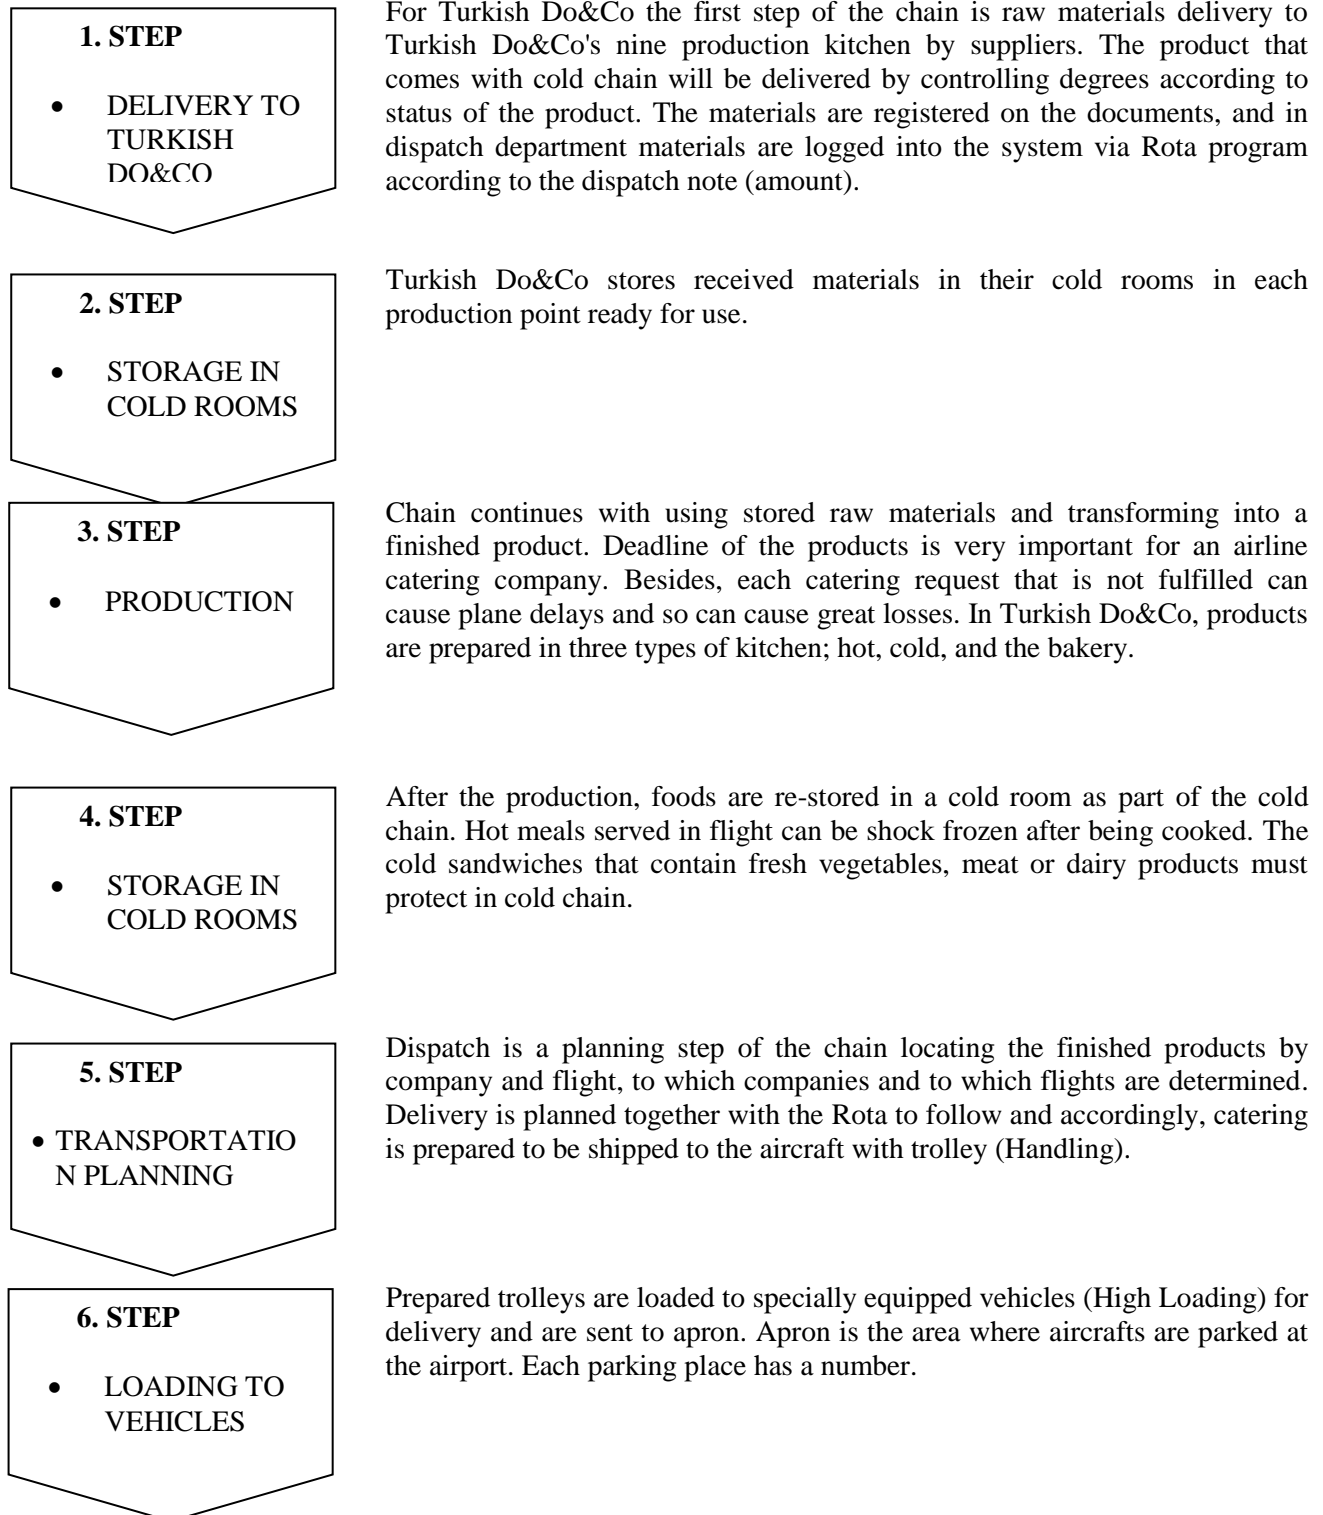 1. STEP
• DELIVERY TO
TURKISH
DO&CO
For Turkish Do&Co the first step of the chain is raw materials delivery to
Turkish Do&Co's nine production kitchen by suppliers. The product that
comes with cold chain will be delivered by controlling degrees according to
status of the product. The materials are registered on the documents, and in
dispatch department materials are logged into the system via Rota program
according to the dispatch note (amount).
2. STEP
• STORAGE IN
COLD ROOMS
Turkish Do&Co stores received materials in their cold rooms in each
production point ready for use.
3. STEP
• PRODUCTION
Chain continues with using stored raw materials and transforming into a
finished product. Deadline of the products is very important for an airline
catering company. Besides, each catering request that is not fulfilled can
cause plane delays and so can cause great losses. In Turkish Do&Co, products
are prepared in three types of kitchen; hot, cold, and the bakery.
4. STEP
• STORAGE IN
COLD ROOMS
After the production, foods are re-stored in a cold room as part of the cold
chain. Hot meals served in flight can be shock frozen after being cooked. The
cold sandwiches that contain fresh vegetables, meat or dairy products must
protect in cold chain.
5. STEP
• TRANSPORTATIO
N PLANNING
Dispatch is a planning step of the chain locating the finished products by
company and flight, to which companies and to which flights are determined.
Delivery is planned together with the Rota to follow and accordingly, catering
is prepared to be shipped to the aircraft with trolley (Handling).
6. STEP
• LOADING TO
VEHICLES
Prepared trolleys are loaded to specially equipped vehicles (High Loading) for
delivery and are sent to apron. Apron is the area where aircrafts are parked at
the airport. Each parking place has a number.